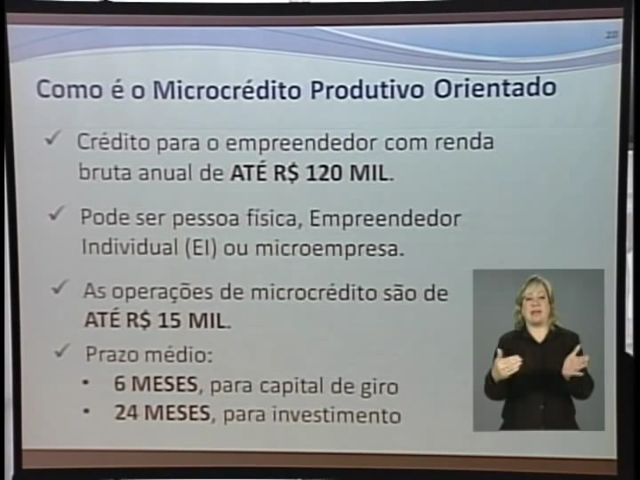 20
Como é o Microcrédito Produtivo Orientado
✓ Crédito para o empreendedor com renda
bruta anual de ATÉ R$ 120 MIL.
✓ Pode ser pessoa física, Empreendedor
Individual (EI) ou microempresa.
✓ As operações de microcrédito são de
ATÉ R$ 15 MIL.
✓ Prazo médio:
• 6 MESES, para capital de giro
• 24 MESES, para investimento